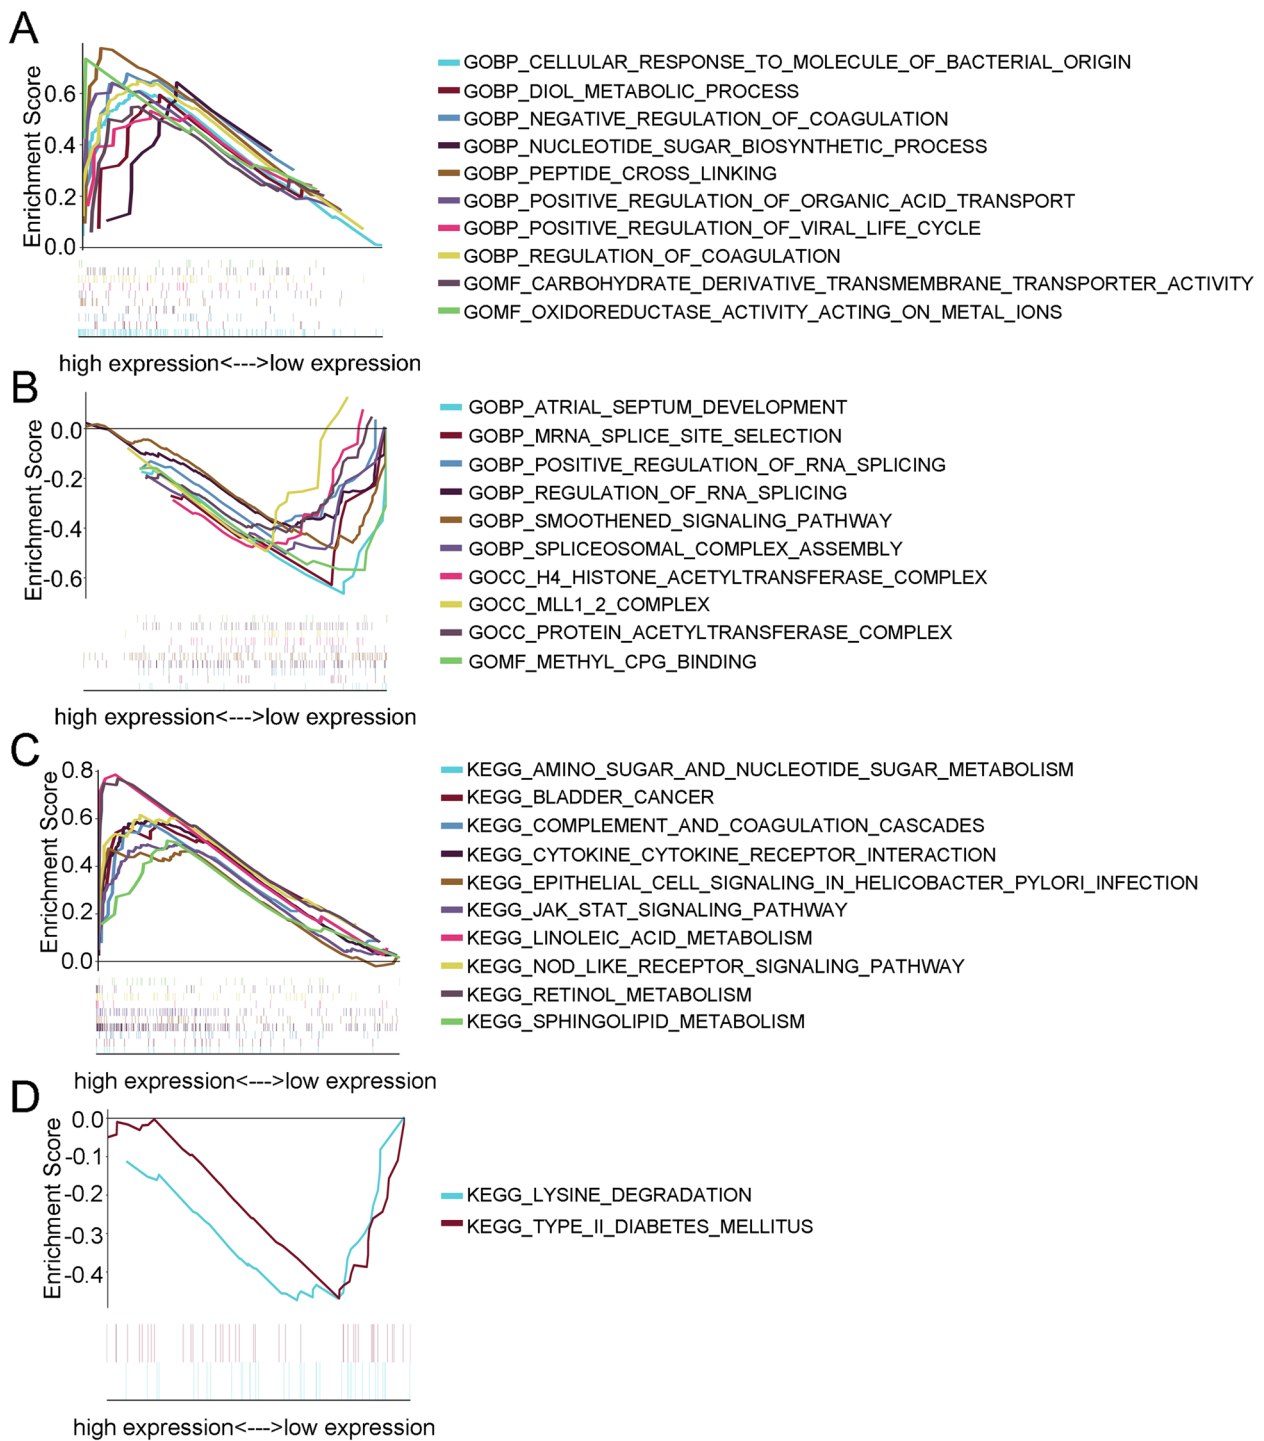 A
Enrichment Score
0.6
0.4
0.2
0.0
high expression<--->low expression
GOBP_CELLULAR_RESPONSE_TO_MOLECULE_OF_BACTERIAL_ORIGIN
GOBP_DIOL_METABOLIC_PROCESS
GOBP_NEGATIVE_REGULATION_OF_COAGULATION
GOBP_NUCLEOTIDE_SUGAR_BIOSYNTHETIC_PROCESS
GOBP_PEPTIDE_CROSS_LINKING
GOBP_POSITIVE_REGULATION_OF_ORGANIC_ACID_TRANSPORT
GOBP_POSITIVE_REGULATION_OF_VIRAL_LIFE_CYCLE
GOBP_REGULATION_OF_COAGULATION
GOMF_CARBOHYDRATE_DERIVATIVE_TRANSMEMBRANE_TRANSPORTER_ACTIVITY
GOMF_OXIDOREDUCTASE_ACTIVITY_ACTING_ON_METAL_IONS
B
Enrichment Score
0.0
-0.2
-0.4
-0.6
high expression<--->low expression
GOBP_ATRIAL_SEPTUM_DEVELOPMENT
GOBP_MRNA_SPLICE_SITE_SELECTION
GOBP_POSITIVE_REGULATION_OF_RNA_SPLICING
GOBP_REGULATION_OF_RNA_SPLICING
GOBP_SMOOTHENED_SIGNALING_PATHWAY
GOBP_SPLICEOSOMAL_COMPLEX_ASSEMBLY
GOCC_H4_HISTONE_ACETYLTRANSFERASE_COMPLEX
GOCC_MLL1_2_COMPLEX
GOCC_PROTEIN_ACETYLTRANSFERASE_COMPLEX
GOMF_METHYL_CPG_BINDING
C
Enrichment Score
0.8
0.6
0.4
0.2
0.0
high expression<--->low expression
KEGG_AMINO_SUGAR_AND_NUCLEOTIDE_SUGAR_METABOLISM
KEGG_BLADDER_CANCER
KEGG_COMPLEMENT_AND_COAGULATION_CASCADES
KEGG_CYTOKINE_CYTOKINE_RECEPTOR_INTERACTION
KEGG_EPITHELIAL_CELL_SIGNALING_IN_HELICOBACTER_PYLORI_INFECTION
KEGG_JAK_STAT_SIGNALING_PATHWAY
KEGG_LINOLEIC_ACID_METABOLISM
KEGG_NOD_LIKE_RECEPTOR_SIGNALING_PATHWAY
KEGG_RETINOL_METABOLISM
KEGG_SPHINGOLIPID_METABOLISM
D
Enrichment Score
0.0
-0.1
-0.2
-0.3
-0.4
high expression<--->low expression
KEGG_LYSINE_DEGRADATION
KEGG_TYPE_II_DIABETES_MELLITUS